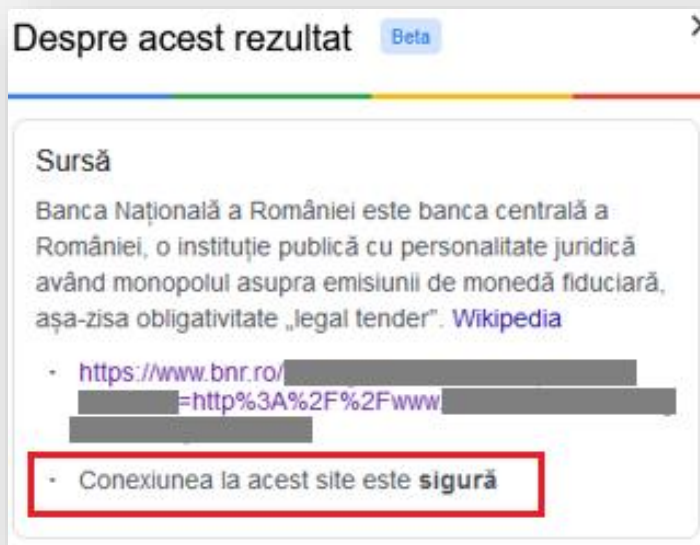 Despre acest rezultat Beta
Sursă
Banca Națională a României este banca centrală a
României, o instituție publică cu personalitate juridică
având monopolul asupra emisiunii de monedă fiduciară,
așa-zisa obligativitate „legal tender”. Wikipedia
https://www.bnr.ro/
=http%3A%2F%2Fwww.
Conexiunea la acest site este sigură